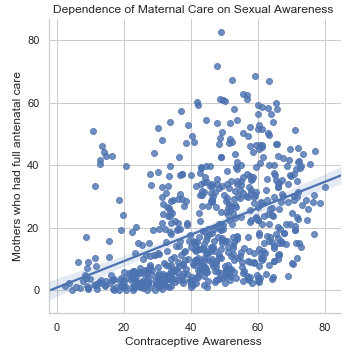 Dependence of Maternal Care on Sexual Awareness
Mothers who had full antenatal care
80
60
40
20
0
0 20 40 60 80
Contraceptive Awareness